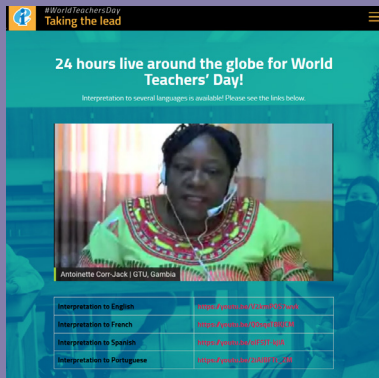 #WorldTeachersDay
Taking the lead
24 hours live around the globe for World
Teachers' Day!
Interpretation to several languages is available! Please see the links below.
Antoinette Corr-Jack | GTU, Gambia
Interpretation to English
Interpretation to French
Interpretation to Spanish
Interpretation to Portuguese